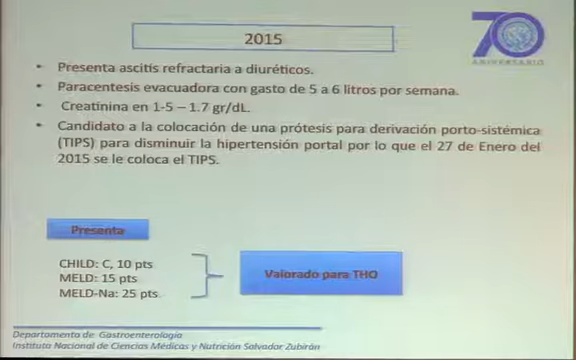 2015
70
ANIVERSARIO
• Presenta ascitis refractaria a diuréticos.
• Paracentesis evacuadora con gasto de 5 a 6 litros por semana.
• Creatinina en 1-5 – 1.7 gr/dL.
• Candidato a la colocación de una prótesis para derivación porto-sistémica
(TIPS) para disminuir la hipertensión portal por lo que el 27 de Enero del
2015 se le coloca el TIPS.
Presenta
CHILD: C, 10 pts
MELD: 15 pts
MELD-Na: 25 pts.
Valorado para THO
Departamento de Gastroenterología
Instituto Nacional de Ciencias Médicas y Nutrición Salvador Zubirán